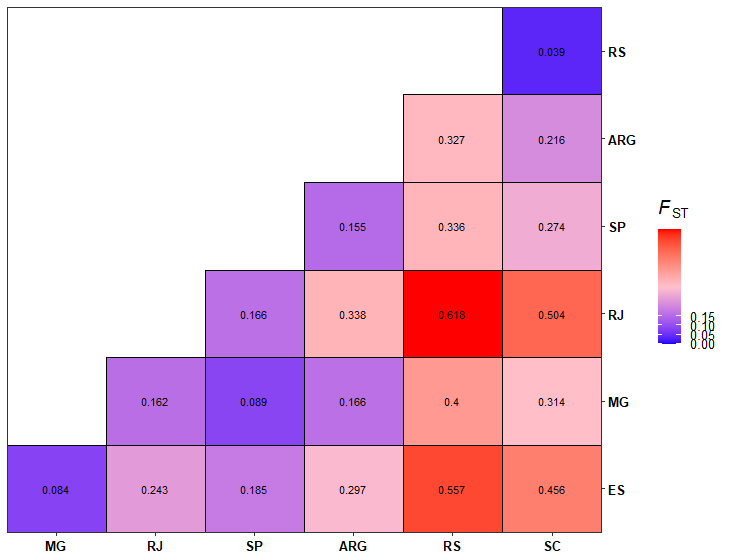 0.039 RS
0.327 0.216 ARG
0.155 0.336 0.274 SP
FST
0.166 0.338 0.618 0.504 RJ
0.15
0.10
0.05
0.00
0.162 0.089 0.166 0.4 0.314 MG
0.084 0.243 0.185 0.297 0.557 0.456 ES
MG RJ SP ARG RS SC